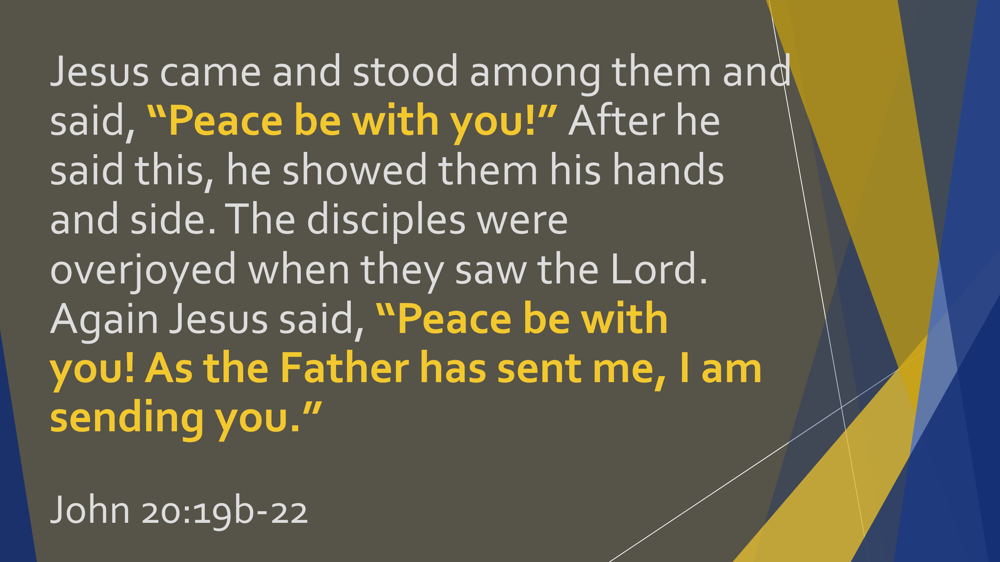 Jesus came and stood among them and
said, “Peace be with you!” After he
said this, he showed them his hands
and side. The disciples were
overjoyed when they saw the Lord.
Again Jesus said, “Peace be with
you! As the Father has sent me, I am
sending you.”
John 20:19b-22